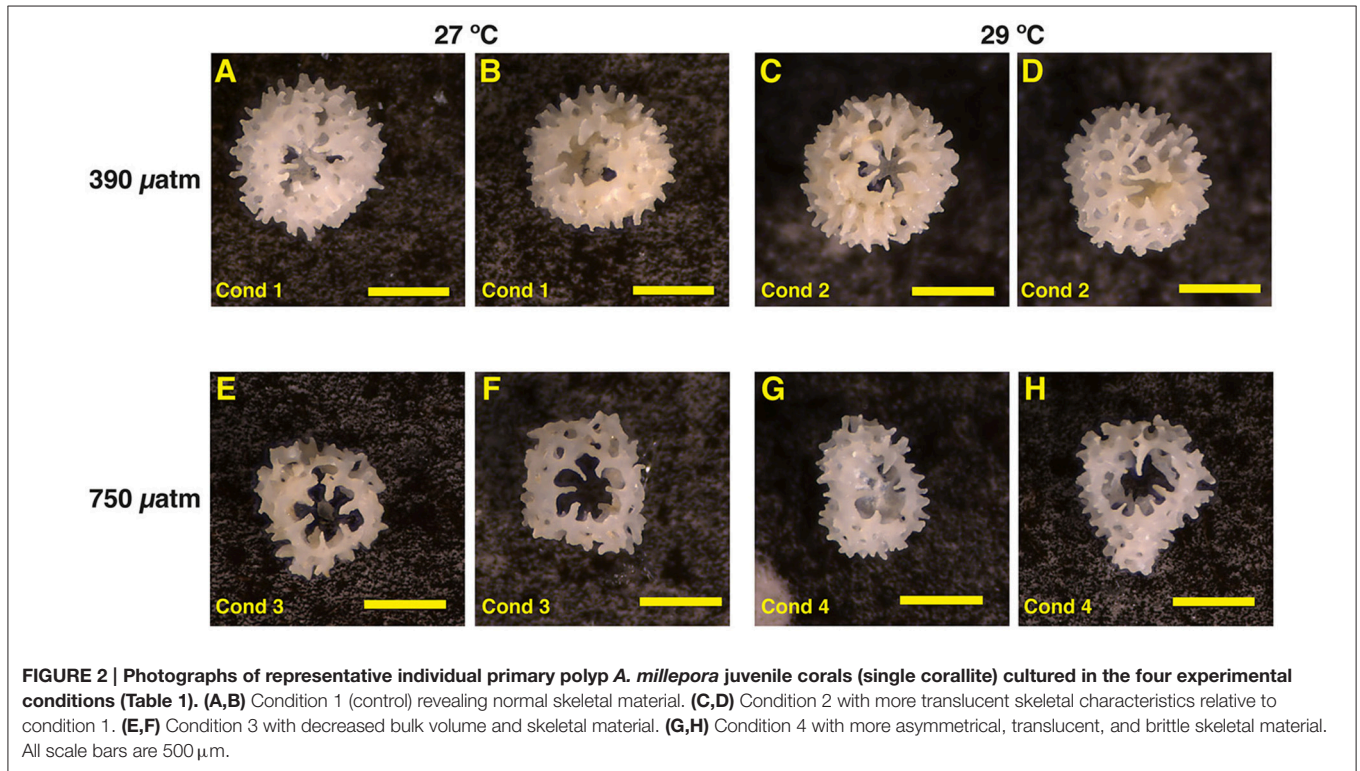 27 ºC 29 ºC
A B C D
390 µatm
Cond 1 Cond 1 Cond 2 Cond 2
E F G H
750 µatm
Cond 3 Cond 3 Cond 4 Cond 4
FIGURE 2 | Photographs of representative individual primary polyp A. millepora juvenile corals (single corallite) cultured in the four experimental
conditions (Table 1). (A,B) Condition 1 (control) revealing normal skeletal material. (C,D) Condition 2 with more translucent skeletal characteristics relative to
condition 1. (E,F) Condition 3 with decreased bulk volume and skeletal material. (G,H) Condition 4 with more asymmetrical, translucent, and brittle skeletal material.
All scale bars are 500 µm.